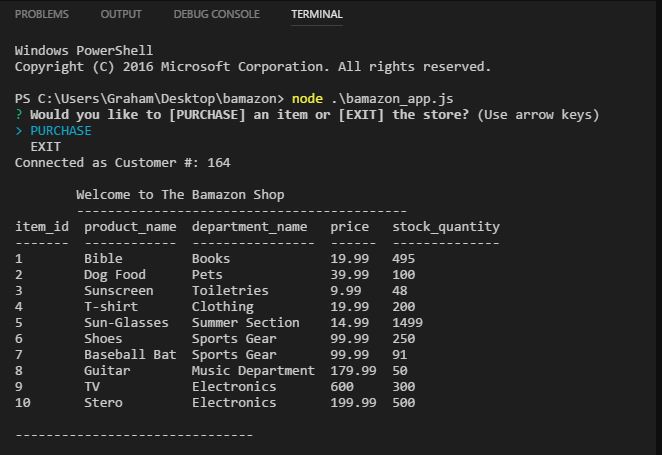 PROBLEMS OUTPUT DEBUG CONSOLE TERMINAL
Windows PowerShell
Copyright (C) 2016 Microsoft Corporation. All rights reserved.
PS C:\Users\Graham\Desktop\bamazon> node .\bamazon_app.js
? Would you like to [PURCHASE] an item or [EXIT] the store? (Use arrow keys)
> PURCHASE
EXIT
Connected as Customer #: 164
Welcome to The Bamazon Shop
-------------------------------------------
item_id product_name department_name price stock_quantity
------- ------------ ---------------- ------ --------------
1 Bible Books 19.99 495
2 Dog Food Pets 39.99 100
3 Sunscreen Toiletries 9.99 48
4 T-shirt Clothing 19.99 200
5 Sun-Glasses Summer Section 14.99 1499
6 Shoes Sports Gear 99.99 250
7 Baseball Bat Sports Gear 99.99 91
8 Guitar Music Department 179.99 50
9 TV Electronics 600 300
10 Stero Electronics 199.99 500
-------------------------------